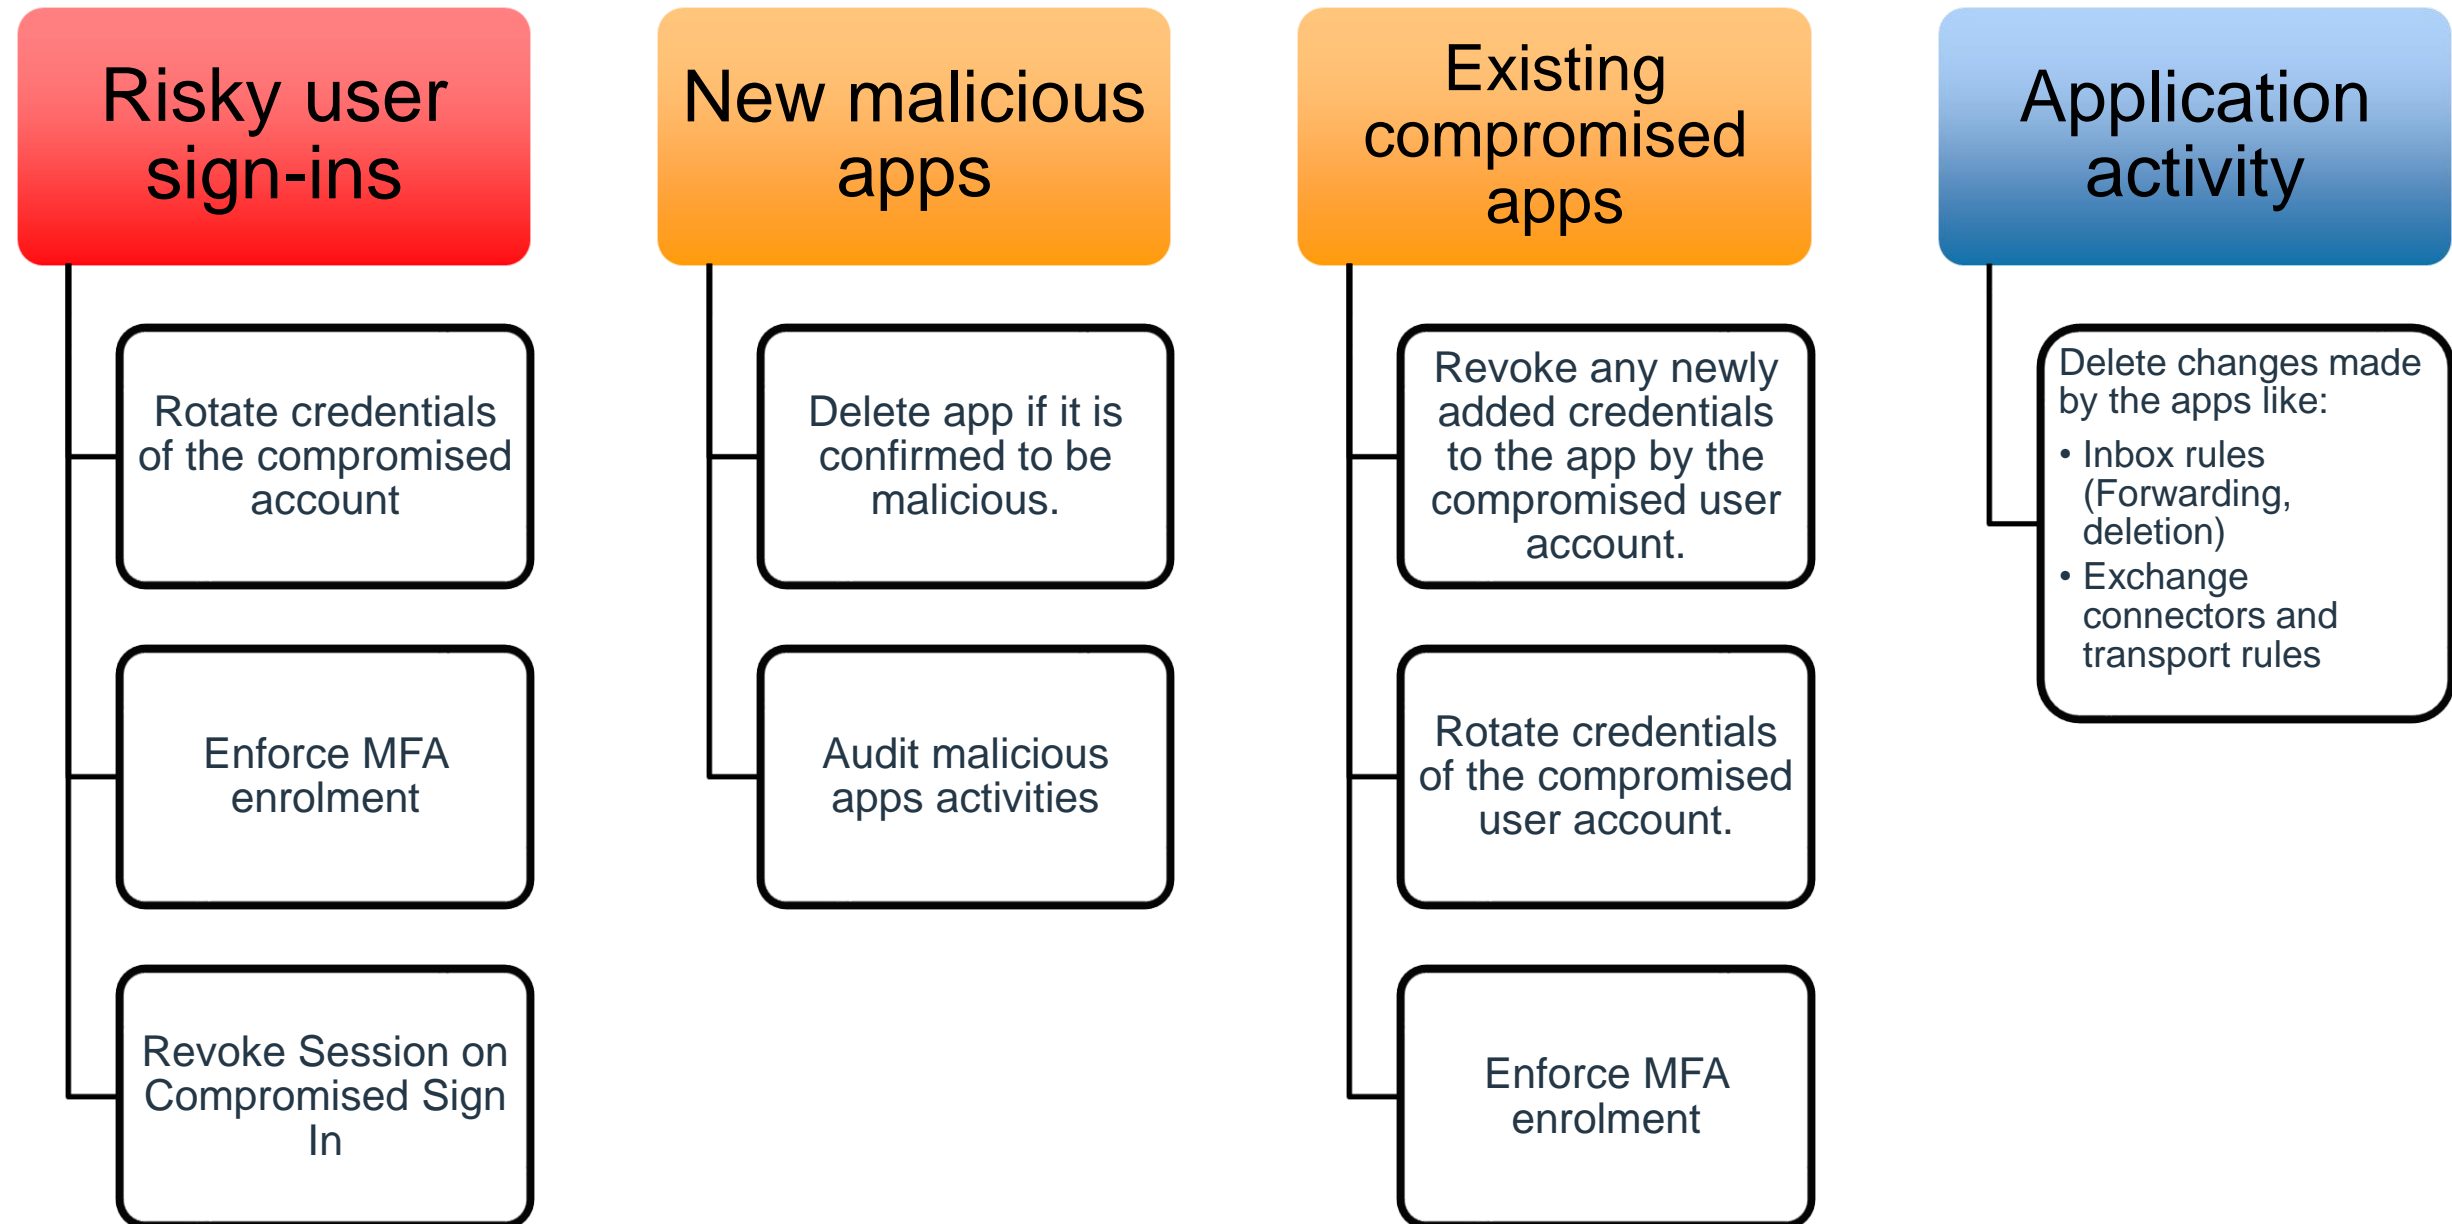 Risky user
sign-ins
Rotate credentials
of the compromised
account
Enforce MFA
enrolment
Revoke Session on
Compromised Sign
In
New malicious
apps
Delete app if it is
confirmed to be
malicious.
Audit malicious
apps activities
Existing
compromised
apps
Revoke any newly
added credentials
to the app by the
compromised user
account.
Rotate credentials
of the compromised
user account.
Enforce MFA
enrolment
Application
activity
Delete changes made
by the apps like:
• Inbox rules
(Forwarding,
deletion)
• Exchange
connectors and
transport rules